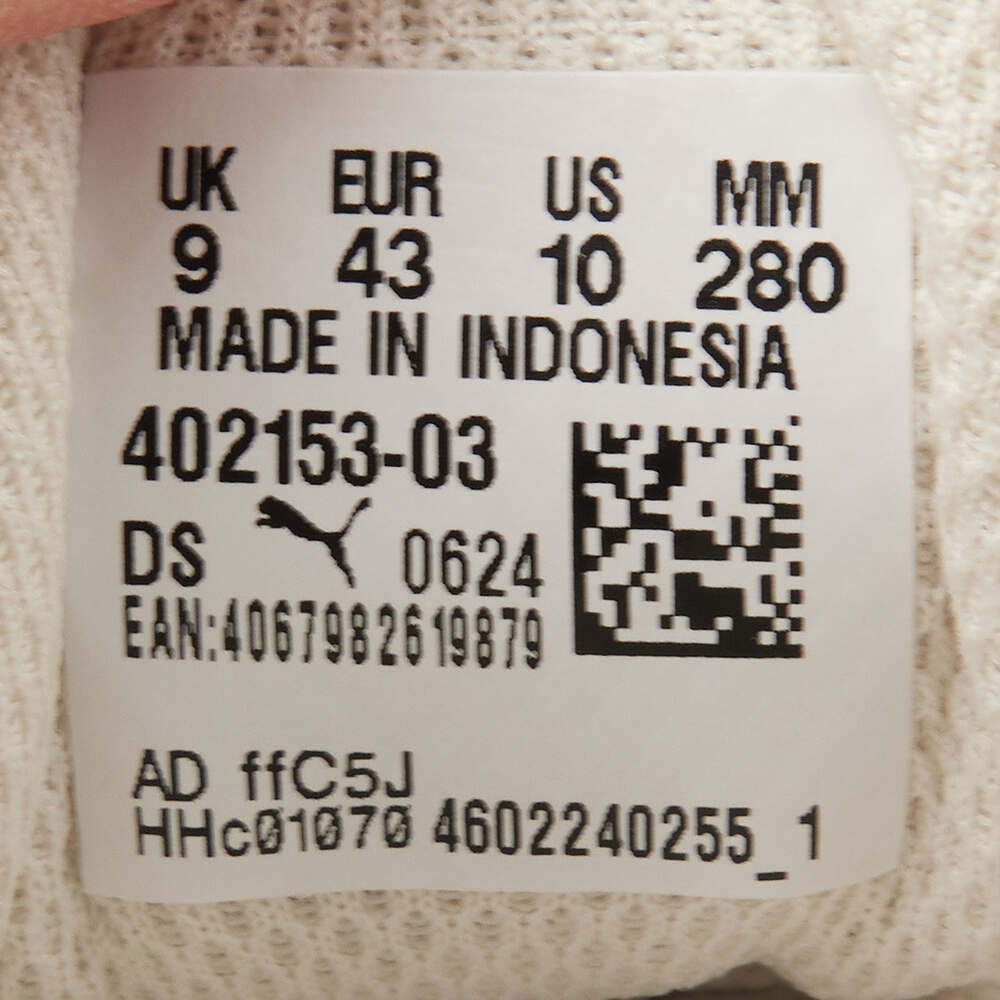 UK EUR US MM
9 43 10 280
MADE IN INDONESIA
402153-03
DS 0624
EAN:4067982619879
AD ffC5J
HHc01070 4602240255_1